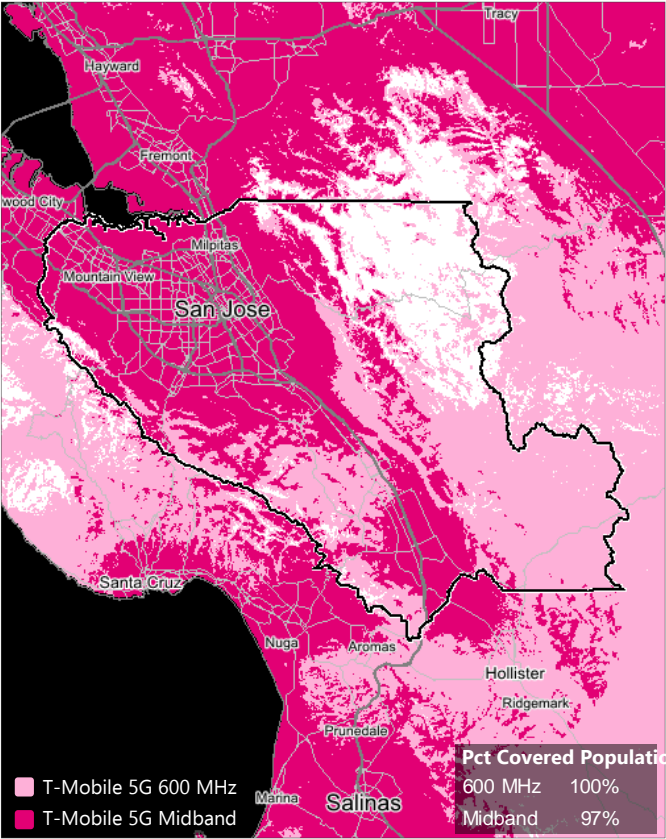 Tracy
Hayward
Fremont
wood City
Milpitas
Mountain View
San Jose
Santa Cruz
Nuga
Aromas
Hollister
Ridgemark
Prunedale
Marina
Salinas
T-Mobile 5G 600 MHz
T-Mobile 5G Midband
Pct Covered Populatio
600 MHz 100%
Midband 97%